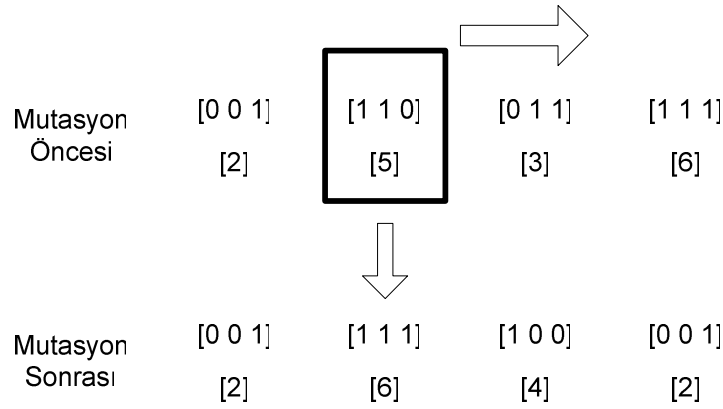 Mutasyon
Öncesi
[0 0 1] [1 1 0] [0 1 1] [1 1 1]
[2] [5] [3] [6]
Mutasyon
Sonrası
[0 0 1] [1 1 1] [1 0 0] [0 0 1]
[2] [6] [4] [2]